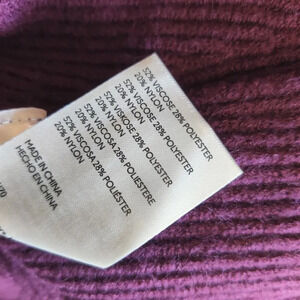 52% VISCOSE 28% POLYESTER
20% NYLON
52% VISCOSE 28% POLYESTER
20% NYLON
52% VISKOSE 28% POLYESTER
20% NYLON
52% VISCOSA 28% POLIESTERE
20% NYLON
52% VISCOSA 28% POLIÉSTER
20% NYLON
MADE IN CHINA
HECHO EN CHINA